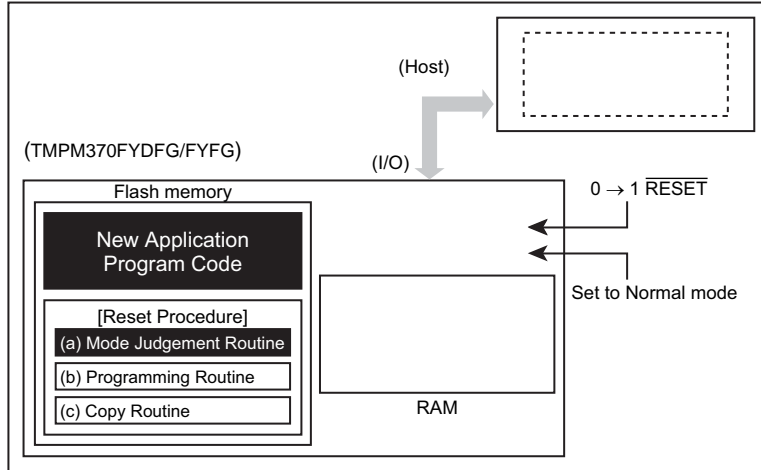 (Host)
(TMPM370FYDFG/FYFG)
(I/O)
0 → 1 RESET
Flash memory
New Application
Program Code
Set to Normal mode
[Reset Procedure]
(a) Mode Judgement Routine
(b) Programming Routine
(c) Copy Routine
RAM